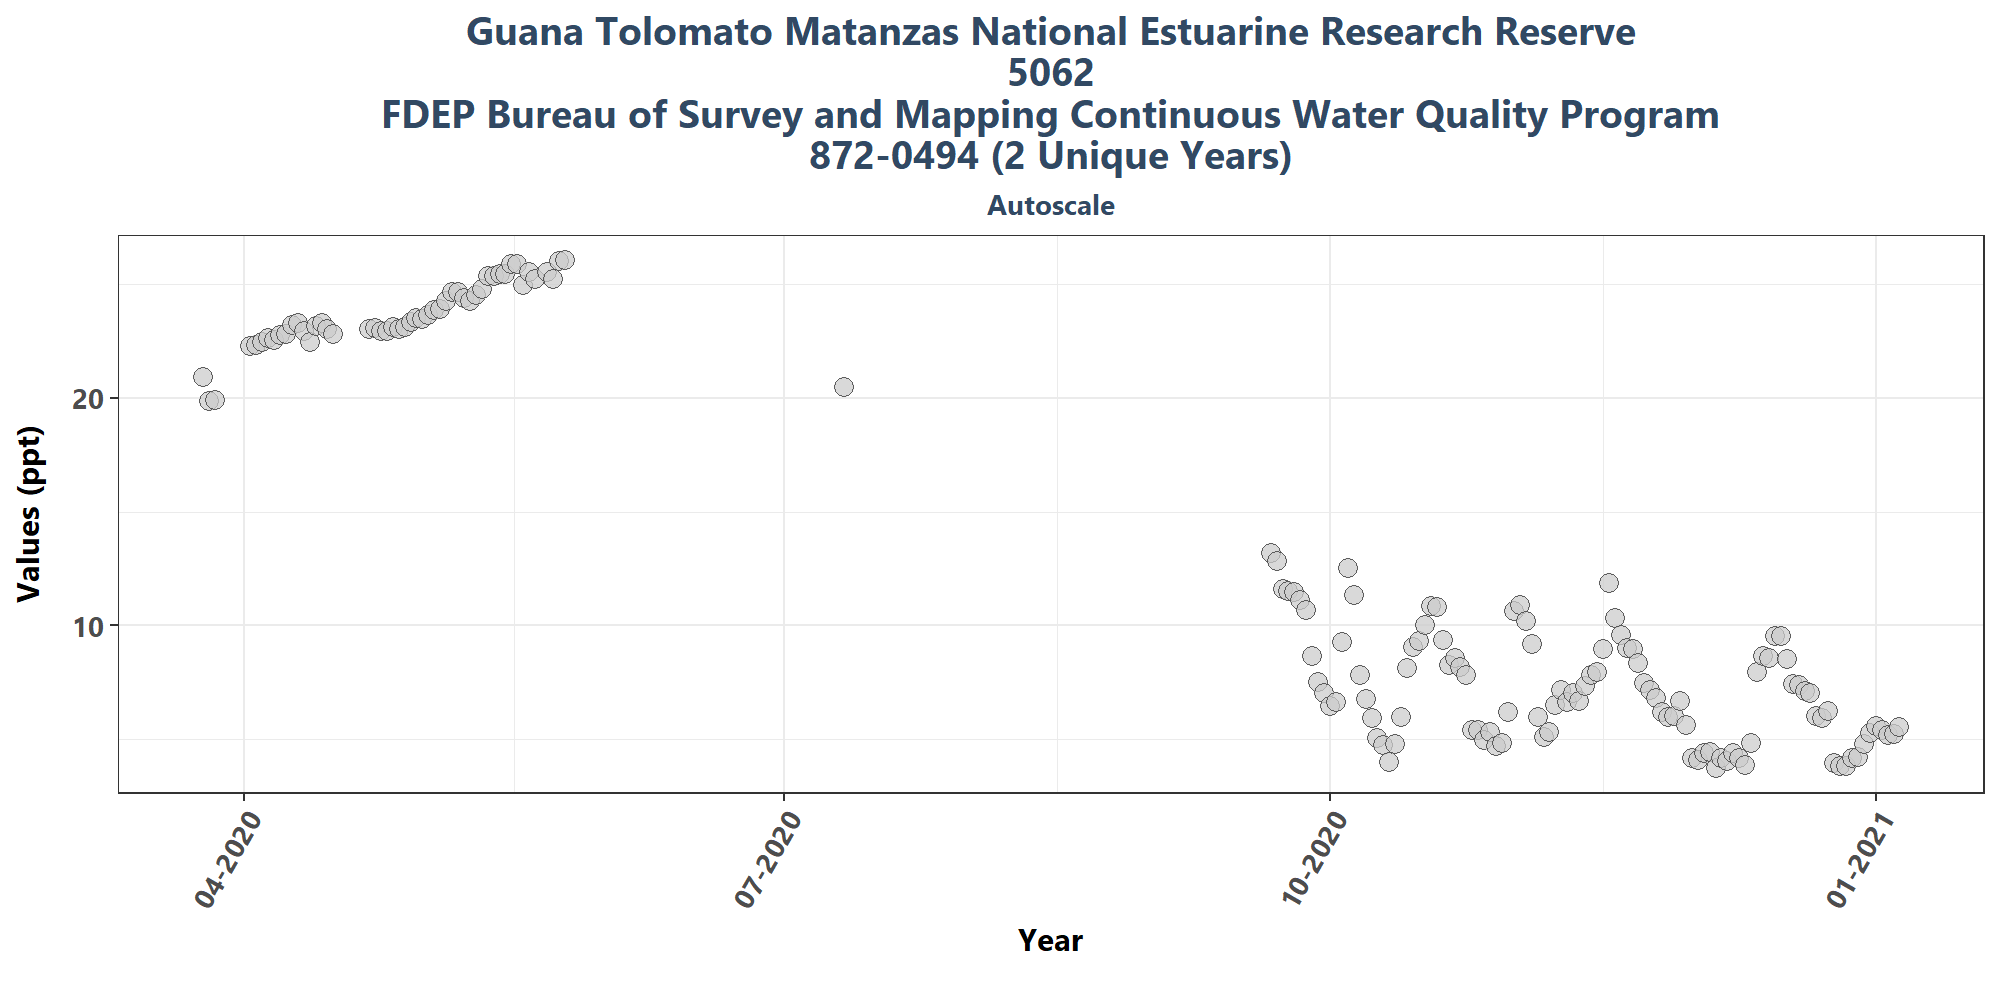 Guana Tolomato Matanzas National Estuarine Research Reserve
5062
FDEP Bureau of Survey and Mapping Continuous Water Quality Program
872-0494 (2 Unique Years)
Autoscale
20
10
Values (ppt)
04-2020
07-2020
10-2020
01-2021
Year